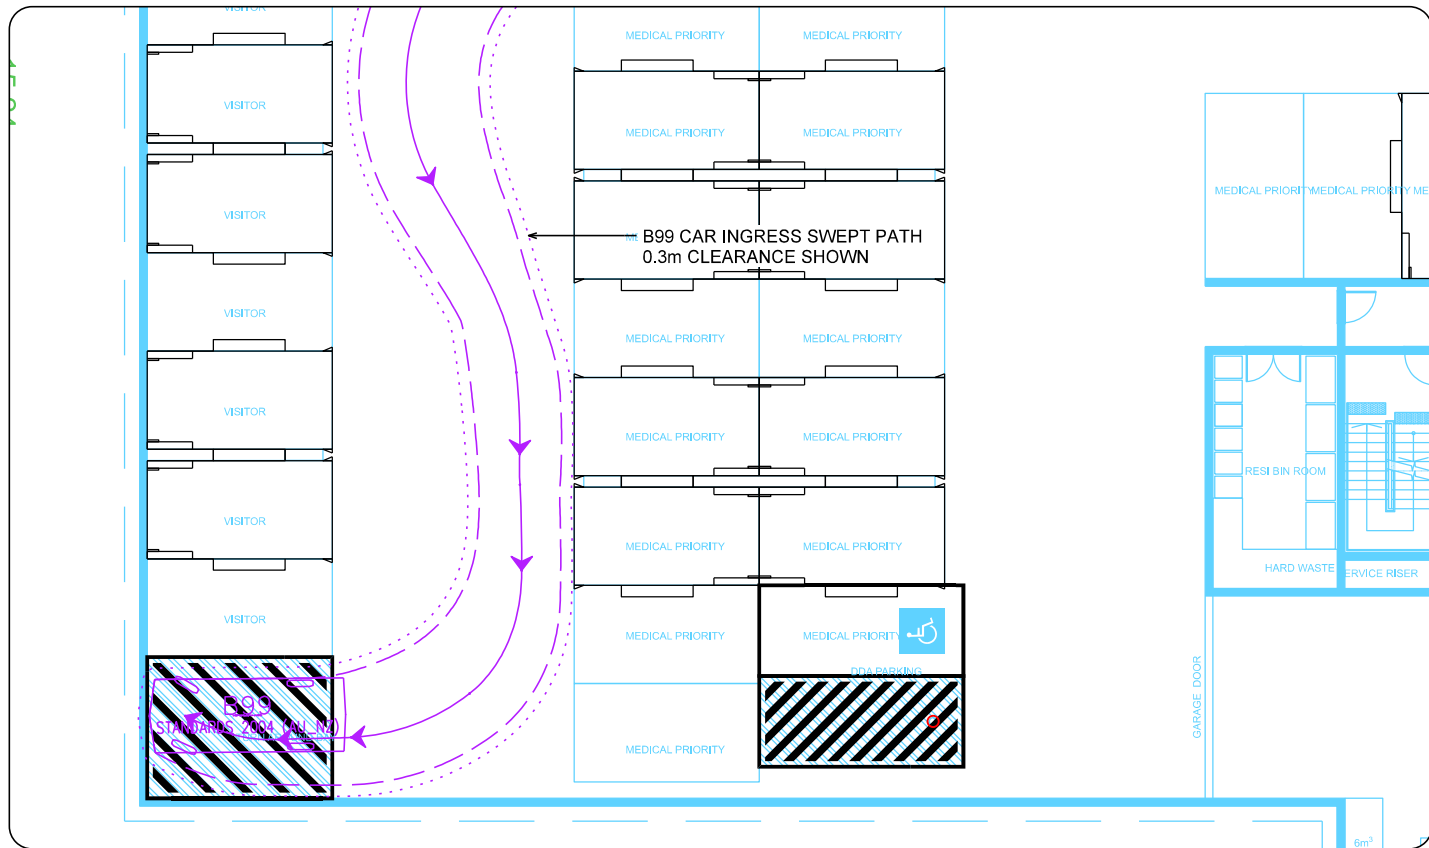 VISITOR
MEDICAL PRIORITY
MEDICAL PRIORITY
VISITOR
MEDICAL PRIORITY
MEDICAL PRIORITY
MEDICAL PRIORITY
MEDICAL PRIORITY
ME
VISITOR
B99 CAR INGRESS SWEPT PATH
0.3m CLEARANCE SHOWN
VISITOR
MEDICAL PRIORITY
MEDICAL PRIORITY
VISITOR
MEDICAL PRIORITY
MEDICAL PRIORITY
RESI BIN ROOM
VISITOR
MEDICAL PRIORITY
MEDICAL PRIORITY
HARD WASTE
SERVICE RISER
VISITOR
MEDICAL PRIORITY
MEDICAL PRIORITY
DDA PARKING
GARAGE DOOR
B99
STANDARDS 2004 (AU_NZ)
MEDICAL PRIORITY
6m³